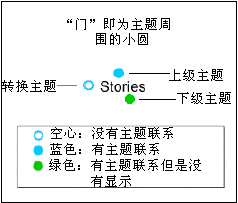 “门”即为主题周
围的小圆
上级主题
转换主题
Stories
下级主题
空心：没有主题联系
蓝色：有主题联系
绿色：有主题联系但是没
有显示